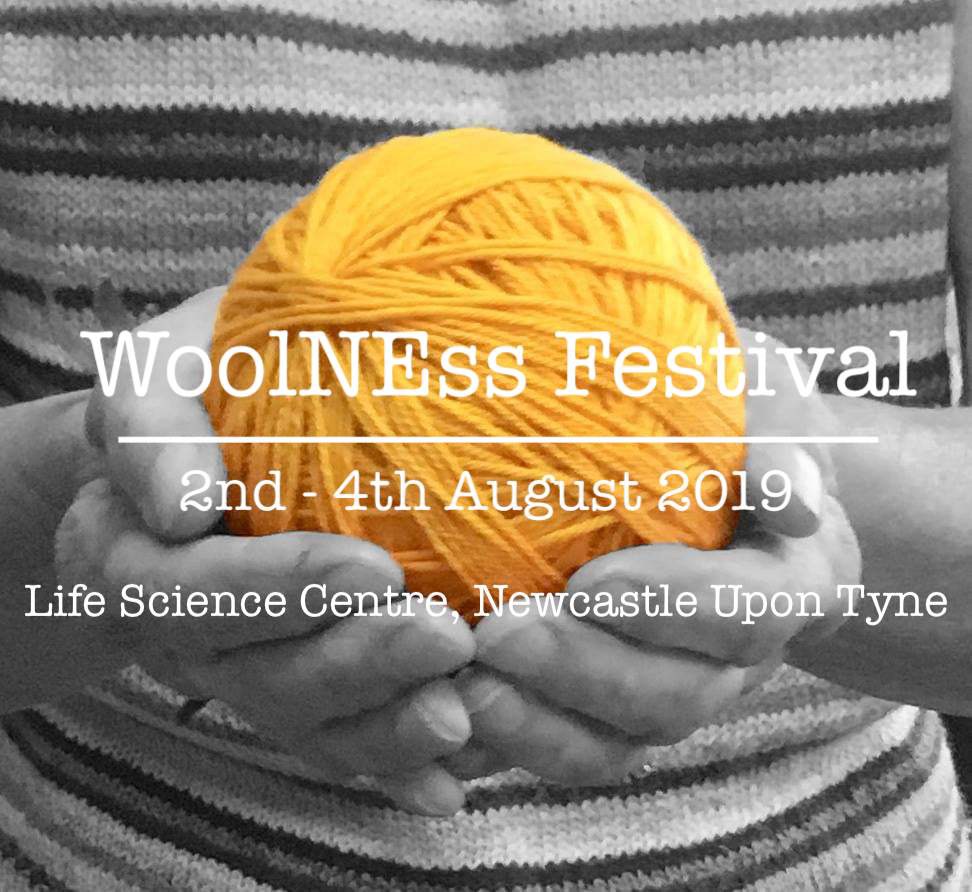 WoolNEss Festival
2nd - 4th August 2019
Life Science Centre, Newcastle Upon Tyne